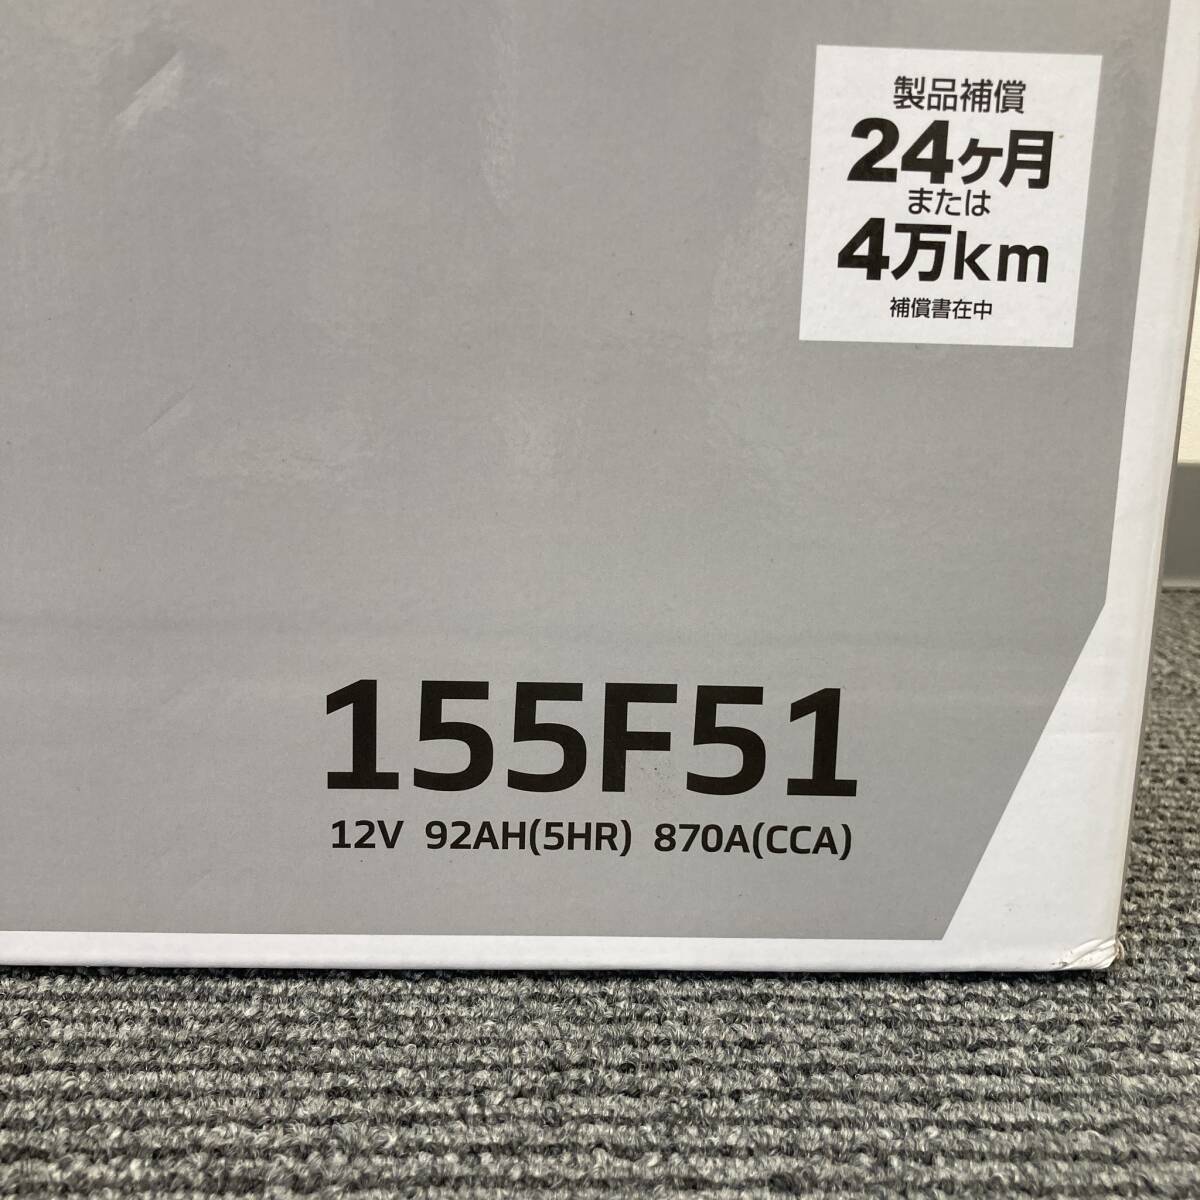 製品補償
24ヶ月
または
4万km
補償書在中
155F51
12V 92AH(5HR) 870A(CCA)